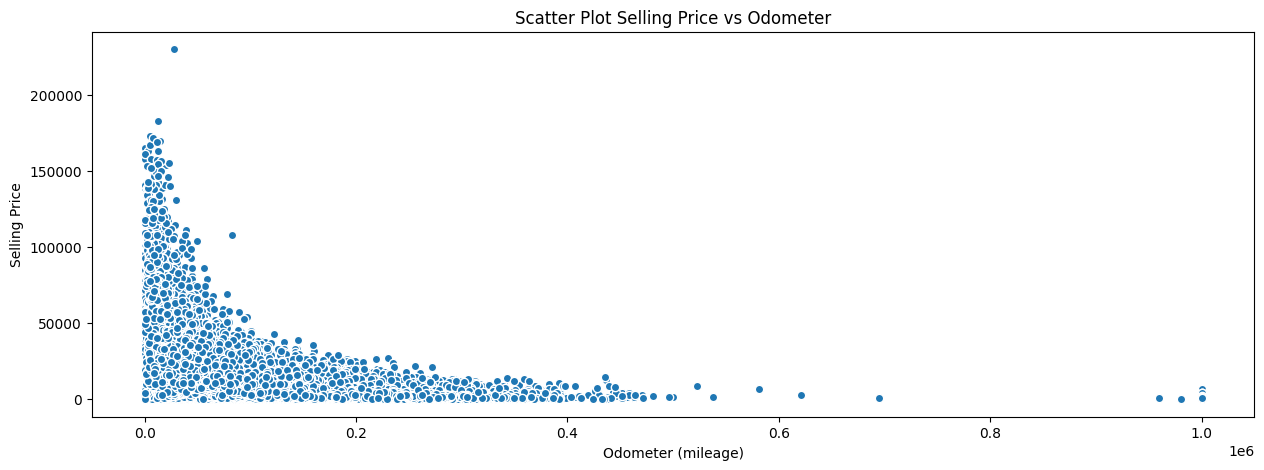 Scatter Plot Selling Price vs Odometer
200000
150000
100000
50000
0
Selling Price
0.0 0.2 0.4 0.6 0.8 1.0
1e6
Odometer (mileage)